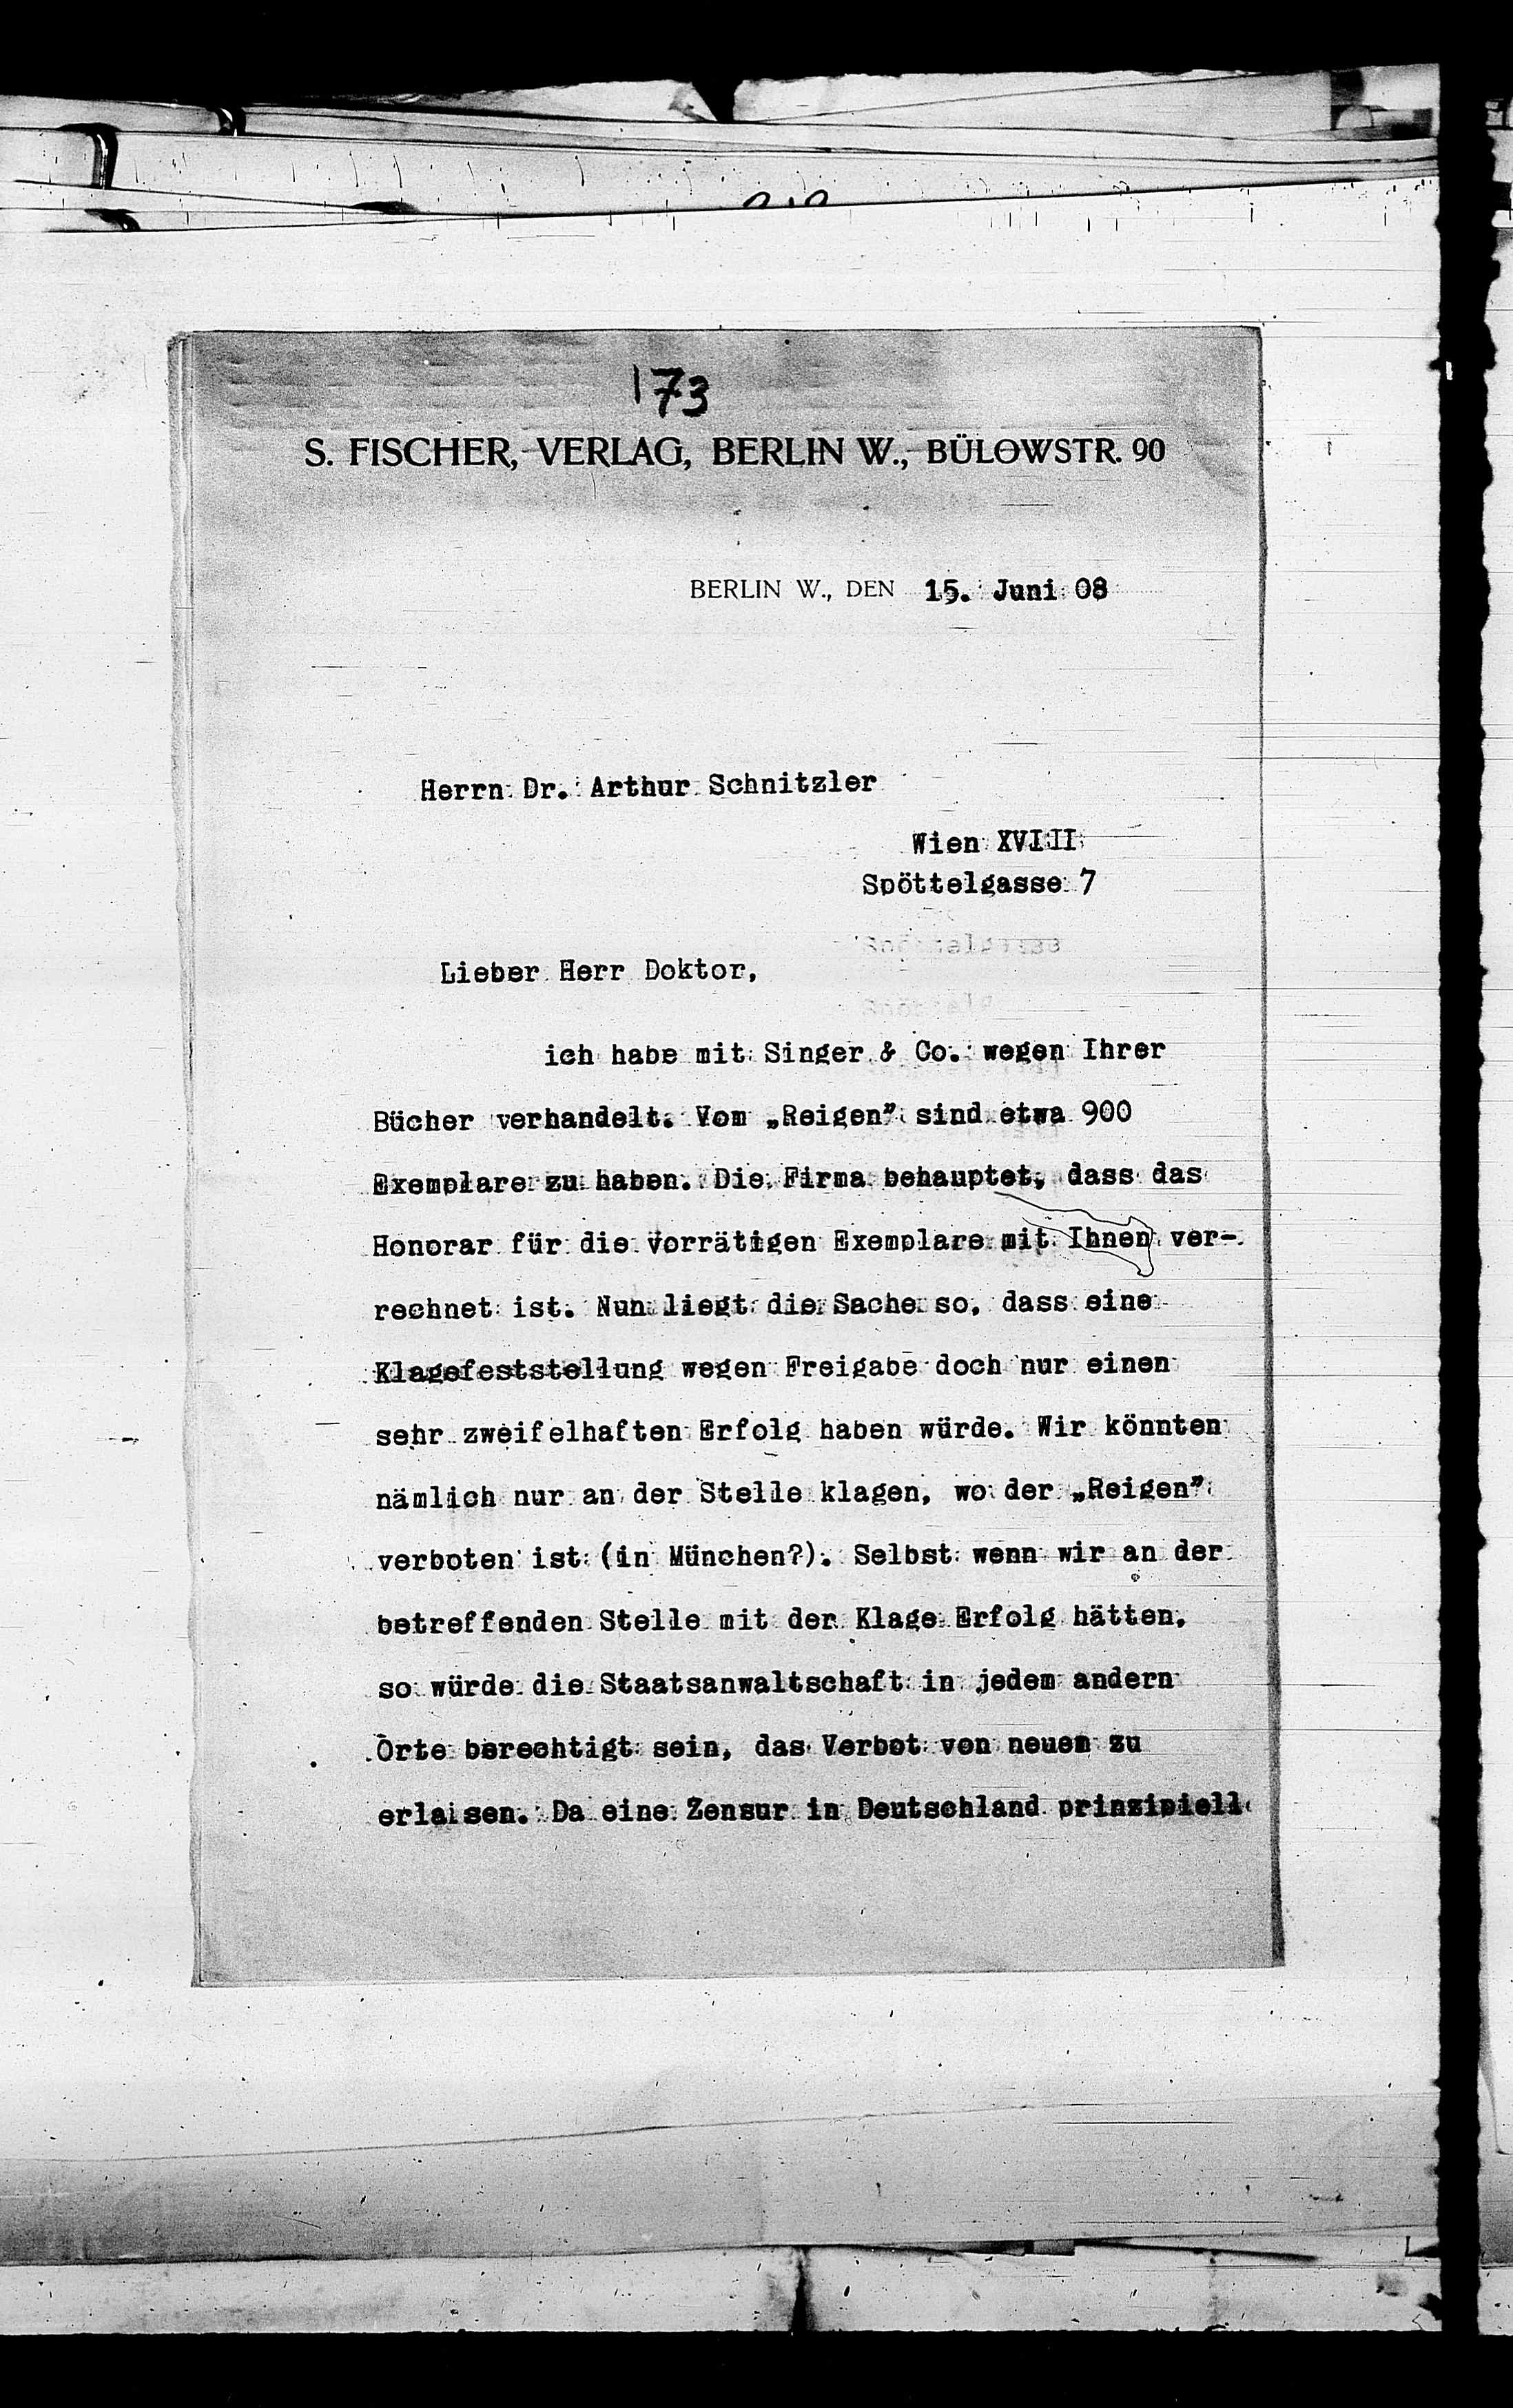 173
S. FISCHER, VERLAG, BERLIN W., BÜLOWSTR. 90
BERLIN W., DEN 15. Juni 08
Herrn Dr. Arthur Schnitzler
Wien XVIII
Spöttelgasse 7
Lieber Herr Doktor,
ich habe mit Singer & Co. wegen Ihrer
Bücher verhandelt. Vom „Reigen” sind etwa 900
Exemplare zu haben. Die Firma behauptet, dass das
Honorar für die vorrätigen Exemplare mit Ihnen ver-
rechnet ist. Nun liegt die Sache so, dass eine
Klagefeststellung wegen Freigabe doch nur einen
sehr zweifelhaften Erfolg haben würde. Wir könnten
nämlich nur an der Stelle klagen, wo der „Reigen”
verboten ist (in München?). Selbst wenn wir an der
betreffenden Stelle mit der Klage Erfolg hätten,
so würde die Staatsanwaltschaft in jedem andern
Orte berechtigt sein, das Verbot von neuem zu
erlassen. Da eine Zensur in Deutschland prinzipiell